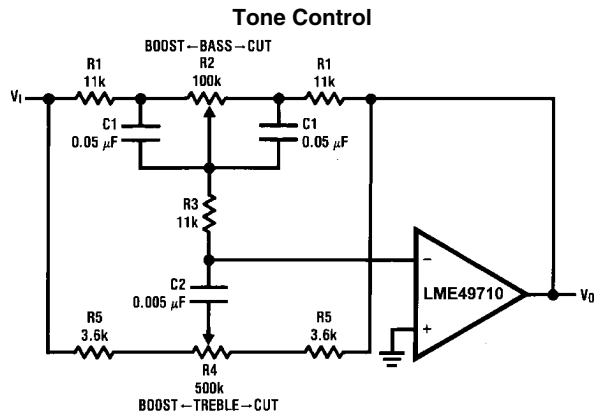 Tone Control
BOOST←BASS→CUT
R1
11k
R2
100k
R1
11k
VI
C1
0.05 µF
C1
0.05 µF
R3
11k
C2
0.005 µF
−
LME49710
+
VO
R5
3.6k
R5
3.6k
R4
500k
BOOST←TREBLE→CUT